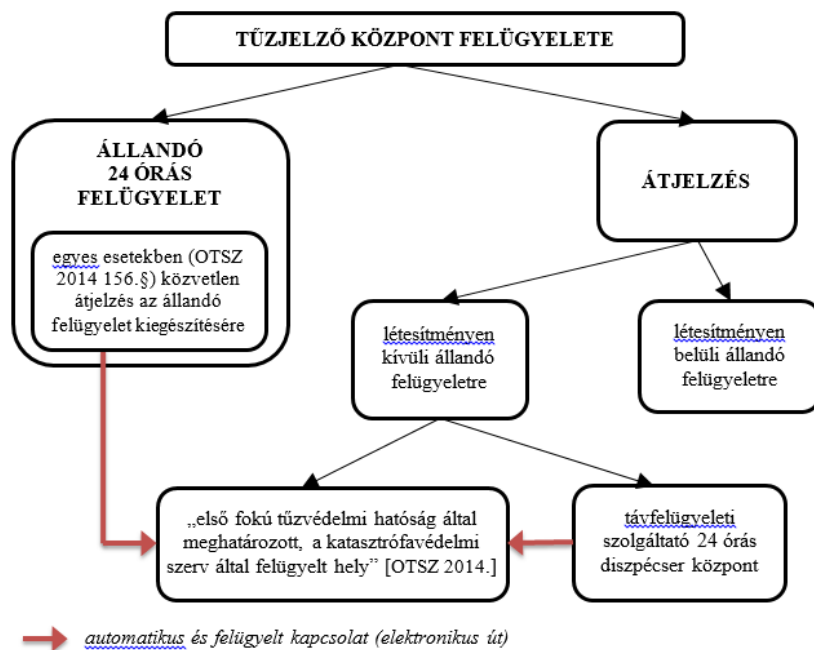 TŰZJELZŐ KÖZPONT FELÜGYELETE
ÁLLANDÓ
24 ÓRÁS
FELÜGYELET
egyes esetekben (OTSZ
2014 156.§) közvetlen
átjelzés az állandó
felügyelet kiegészítésére
ÁTJELZÉS
létesítményen
kívüli állandó
felügyeletre
létesítményen
belüli állandó
felügyeletre
„első fokú tűzvédelmi hatóság által
meghatározott, a katasztrófavédelmi
szerv által felügyelt hely” [OTSZ 2014.]
távfelügyeleti
szolgáltató 24 órás
diszpécser központ
automatikus és felügyelt kapcsolat (elektronikus út)